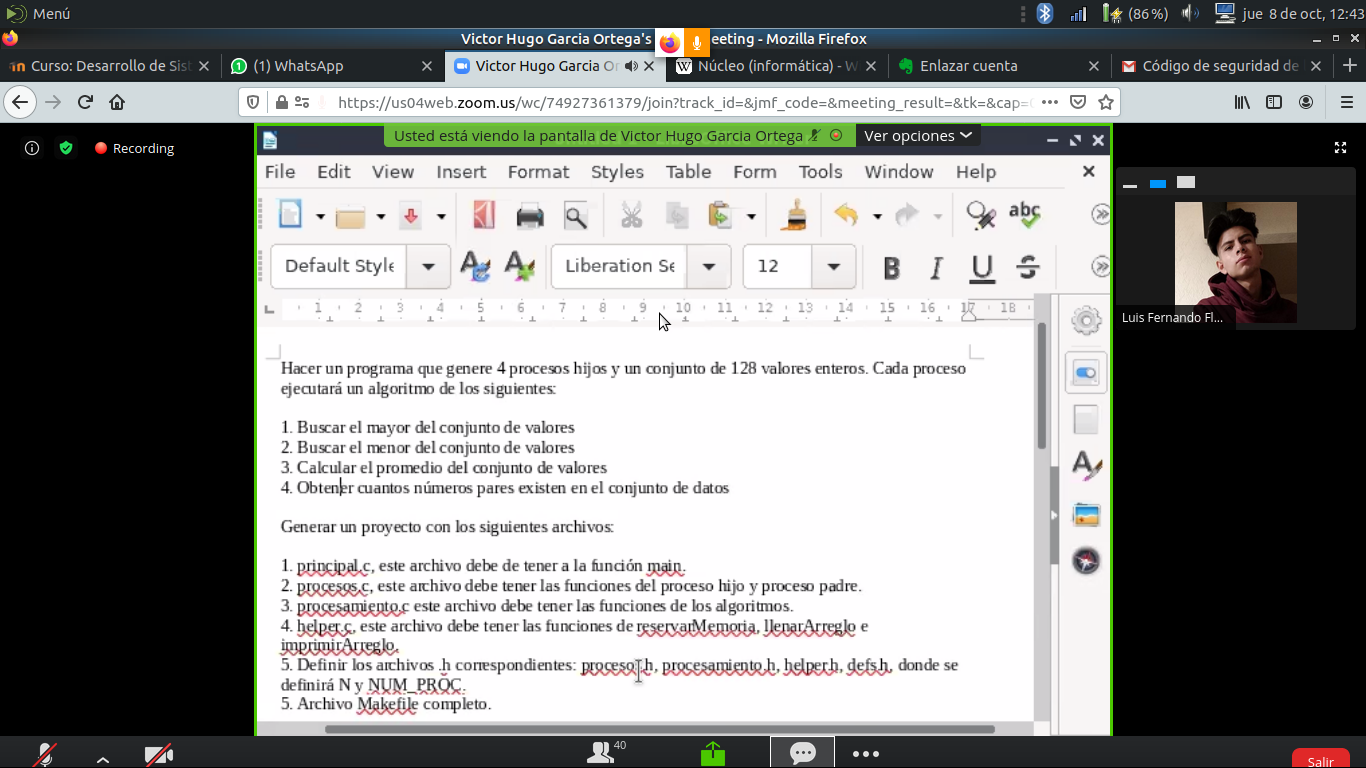 Menú
(86%)
jue 8 de oct, 12:43
Victor Hugo Garcia Ortega's
eeting - Mozilla Firefox
Curso: Desarrollo de Sist
(1) WhatsApp
Victor Hugo Garcia Or
Núcleo (informática) - W
Enlazar cuenta
Código de seguridad de
https://us04web.zoom.us/wc/74927361379/join?track_id=&jmf_code=&meeting_result=&tk=&cap=
Recording
Usted está viendo la pantalla de Victor Hugo Garcia Ortega
Ver opciones
File Edit View Insert Format Styles Table Form Tools Window Help
abc
Default Style
Liberation Se
12
B I U S
1 2 3 4 5 6 7 8 9 10 11 12 13 14 15 16 17 18
Hacer un programa que genere 4 procesos hijos y un conjunto de 128 valores enteros. Cada proceso
ejecutará un algoritmo de los siguientes:
1. Buscar el mayor del conjunto de valores
2. Buscar el menor del conjunto de valores
3. Calcular el promedio del conjunto de valores
4. Obtener cuantos números pares existen en el conjunto de datos
Generar un proyecto con los siguientes archivos:
1. principal.c, este archivo debe de tener a la función main.
2. procesos.c, este archivo debe tener las funciones del proceso hijo y proceso padre.
3. procesamiento.c este archivo debe tener las funciones de los algoritmos.
4. helper.c, este archivo debe tener las funciones de reservarMemoria, llenarArreglo e
imprimirArreglo.
5. Definir los archivos .h correspondientes: procesos.h, procesamiento.h, helper.h, defs.h, donde se
definirá N y NUM_PROC.
5. Archivo Makefile completo.
Luis Fernando Fl...
40
Salir